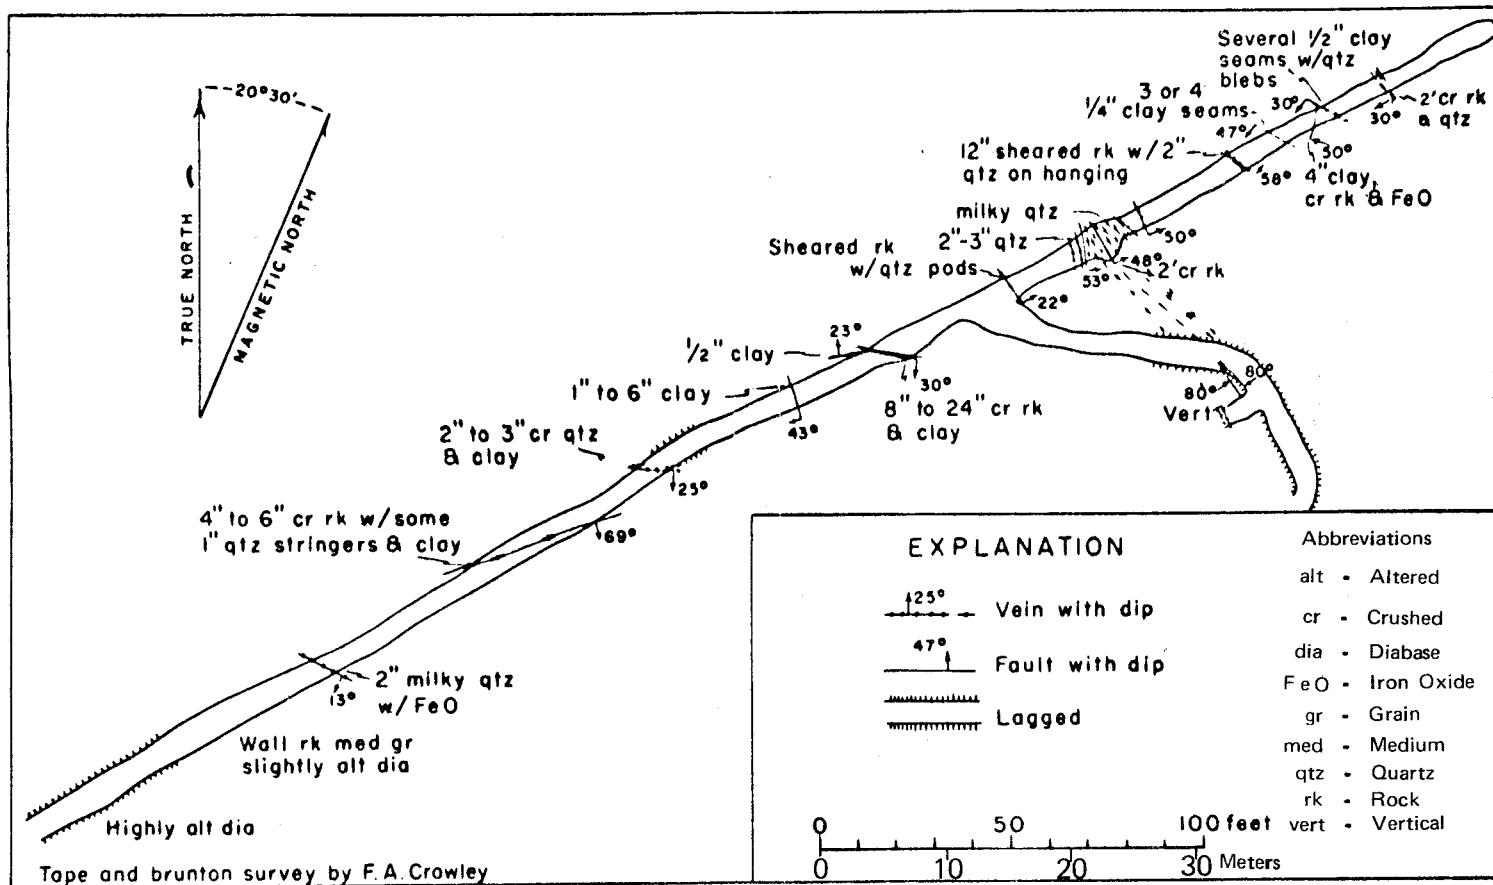 20°30'
TRUE NORTH
MAGNETIC NORTH
Several 1/2" clay
seams w/qtz
blebs
3 or 4
1/4" clay seams
30°
47°
2' cr rk
& qtz
30°
12" sheared rk w/2"
qtz on hanging
50°
58°
4" clay,
cr rk & FeO
milky qtz
2"-3" qtz
50°
Sheared rk
w/qtz pods
48°
53°
2' cr rk
22°
23°
1/2" clay
30°
80°
80°
1" to 6" clay
8" to 24" cr rk
& clay
Vert
43°
2" to 3" cr qtz
& clay
25°
4" to 6" cr rk w/some
1" qtz stringers & clay
69°
2" milky qtz
w/FeO
13°
Wall rk med gr
slightly alt dia
Highly alt dia
Tape and brunton survey by F. A. Crowley
EXPLANATION
25°
Vein with dip
47°
Fault with dip
Lagged
Abbreviations
alt - Altered
cr - Crushed
dia - Diabase
FeO - Iron Oxide
gr - Grain
med - Medium
qtz - Quartz
rk - Rock
vert - Vertical
0 50 100 feet
0 10 20 30 Meters